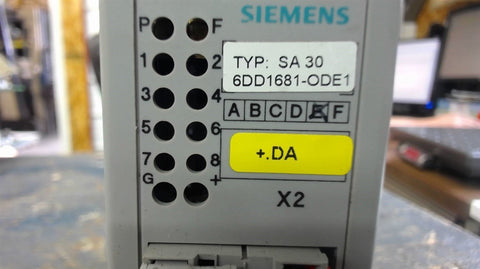 SIEMENS
P F
TYP: SA 30
1 2
6DD1681-ODE1
3 4
A B C D E F
5 6
+.DA
7 8
G +
X2